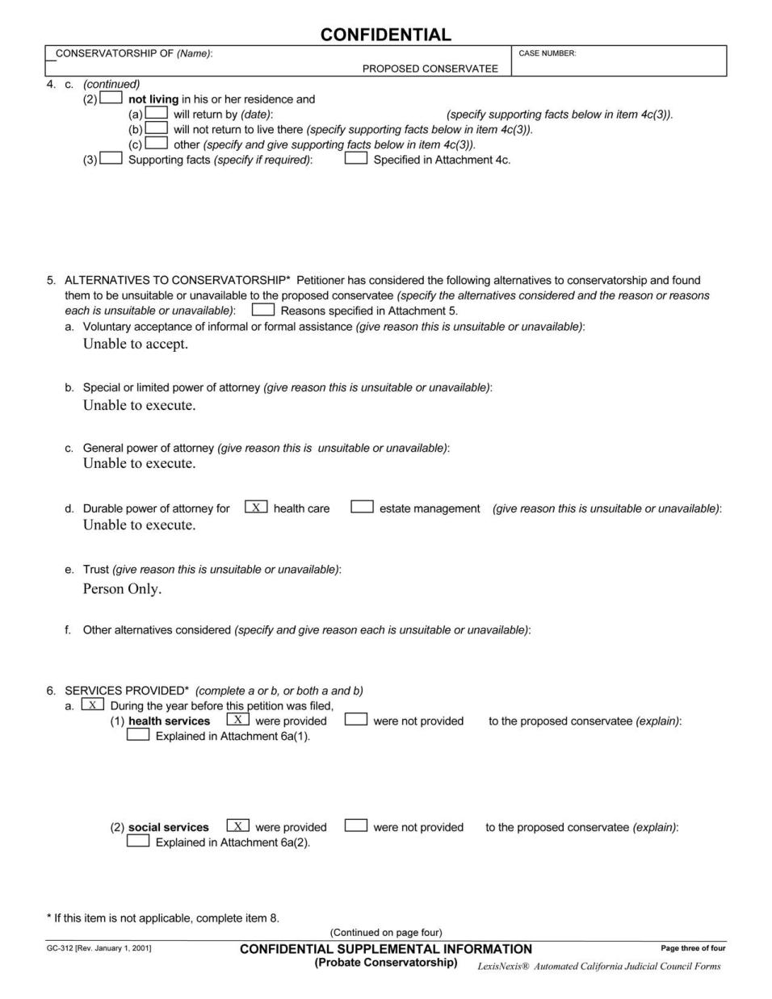 CONFIDENTIAL
CONSERVATORSHIP OF (Name):
CASE NUMBER:
PROPOSED CONSERVATEE
4. c. (continued)
(2) not living in his or her residence and
(a) will return by (date): (specify supporting facts below in item 4c(3)).
(b) will not return to live there (specify supporting facts below in item 4c(3)).
(c) other (specify and give supporting facts below in item 4c(3)).
(3) Supporting facts (specify if required): Specified in Attachment 4c.
5. ALTERNATIVES TO CONSERVATORSHIP* Petitioner has considered the following alternatives to conservatorship and found
them to be unsuitable or unavailable to the proposed conservatee (specify the alternatives considered and the reason or reasons
each is unsuitable or unavailable): Reasons specified in Attachment 5.
a. Voluntary acceptance of informal or formal assistance (give reason this is unsuitable or unavailable):
Unable to accept.
b. Special or limited power of attorney (give reason this is unsuitable or unavailable):
Unable to execute.
c. General power of attorney (give reason this is unsuitable or unavailable):
Unable to execute.
d. Durable power of attorney for X health care estate management (give reason this is unsuitable or unavailable):
Unable to execute.
e. Trust (give reason this is unsuitable or unavailable):
Person Only.
f. Other alternatives considered (specify and give reason each is unsuitable or unavailable):
6. SERVICES PROVIDED* (complete a or b, or both a and b)
a. X During the year before this petition was filed,
(1) health services X were provided were not provided to the proposed conservatee (explain):
Explained in Attachment 6a(1).
(2) social services X were provided were not provided to the proposed conservatee (explain):
Explained in Attachment 6a(2).
* If this item is not applicable, complete item 8.
(Continued on page four)
GC-312 [Rev. January 1, 2001] CONFIDENTIAL SUPPLEMENTAL INFORMATION Page three of four
(Probate Conservatorship) LexisNexis® Automated California Judicial Council Forms